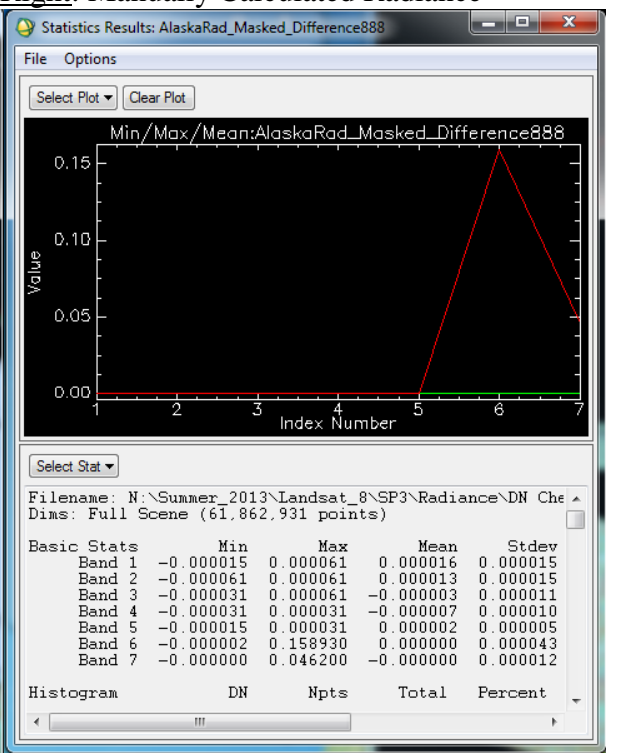 Right: Manually Calculated Radiance
Statistics Results: AlaskaRad_Masked_Difference888
File Options
Select Plot Clear Plot
Min/Max/Mean:AlaskaRad_Masked_Difference888
0.15
0.10
0.05
0.00
Value
1 2 3 4 5 6 7
Index Number
Select Stat
Filename: N:\Summer_2013\Landsat_8\SP3\Radiance\DN Che
Dims: Full Scene (61,862,931 points)
Basic Stats Min Max Mean Stdev
Band 1 -0.000015 0.000061 0.000016 0.000015
Band 2 -0.000061 0.000061 0.000013 0.000015
Band 3 -0.000031 0.000061 -0.000003 0.000011
Band 4 -0.000031 0.000031 -0.000007 0.000010
Band 5 -0.000015 0.000031 0.000002 0.000005
Band 6 -0.000002 0.158930 0.000000 0.000043
Band 7 -0.000000 0.046200 -0.000000 0.000012
Histogram DN Npts Total Percent